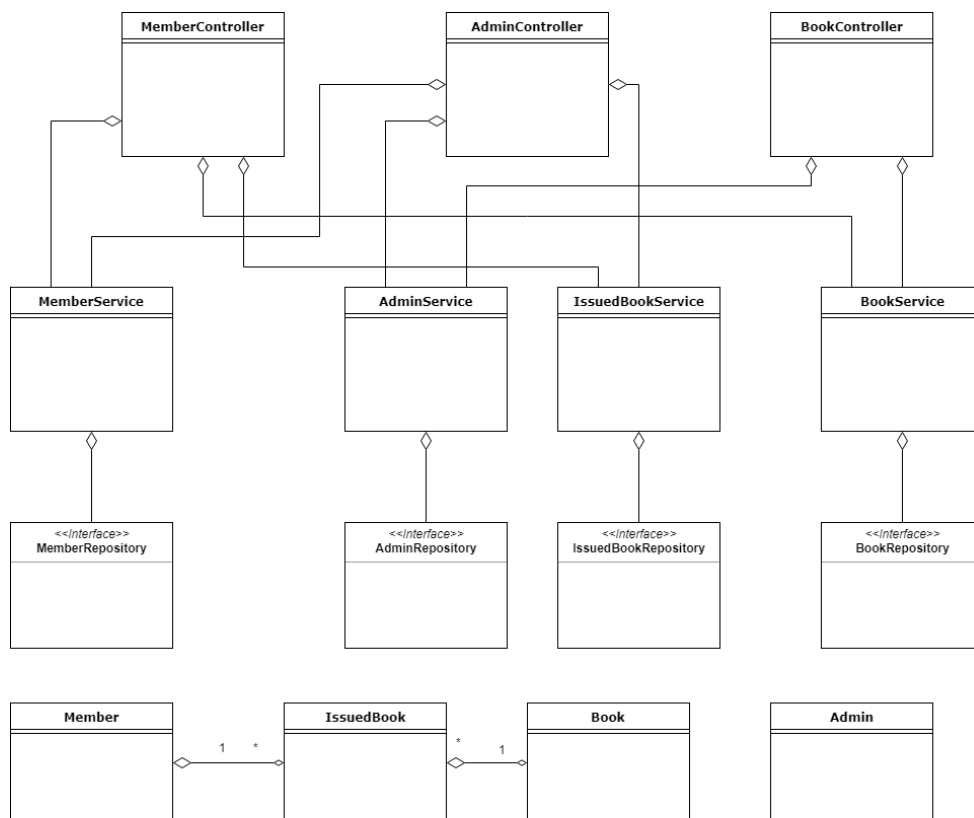 MemberController
AdminController
BookController
MemberService
AdminService
IssuedBookService
BookService
<<Interface>>
MemberRepository
<<Interface>>
AdminRepository
<<Interface>>
IssuedBookRepository
<<Interface>>
BookRepository
Member
IssuedBook
Book
Admin
1
*
*
1